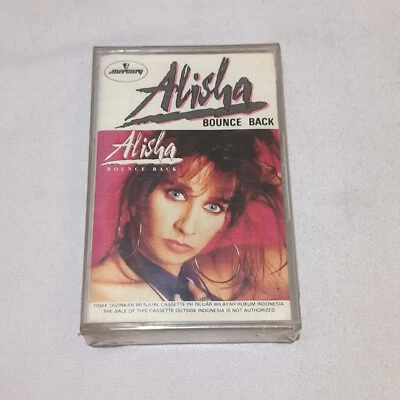 mercury
Alisha
BOUNCE BACK
Alisha
BOUNCE BACK
TIDAK DIIZINKAN MENJUAL CASSETTE INI DILUAR WILAYAH HUKUM INDONESIA
THE SALE OF THIS CASSETTE OUTSIDE INDONESIA IS NOT AUTHORIZED